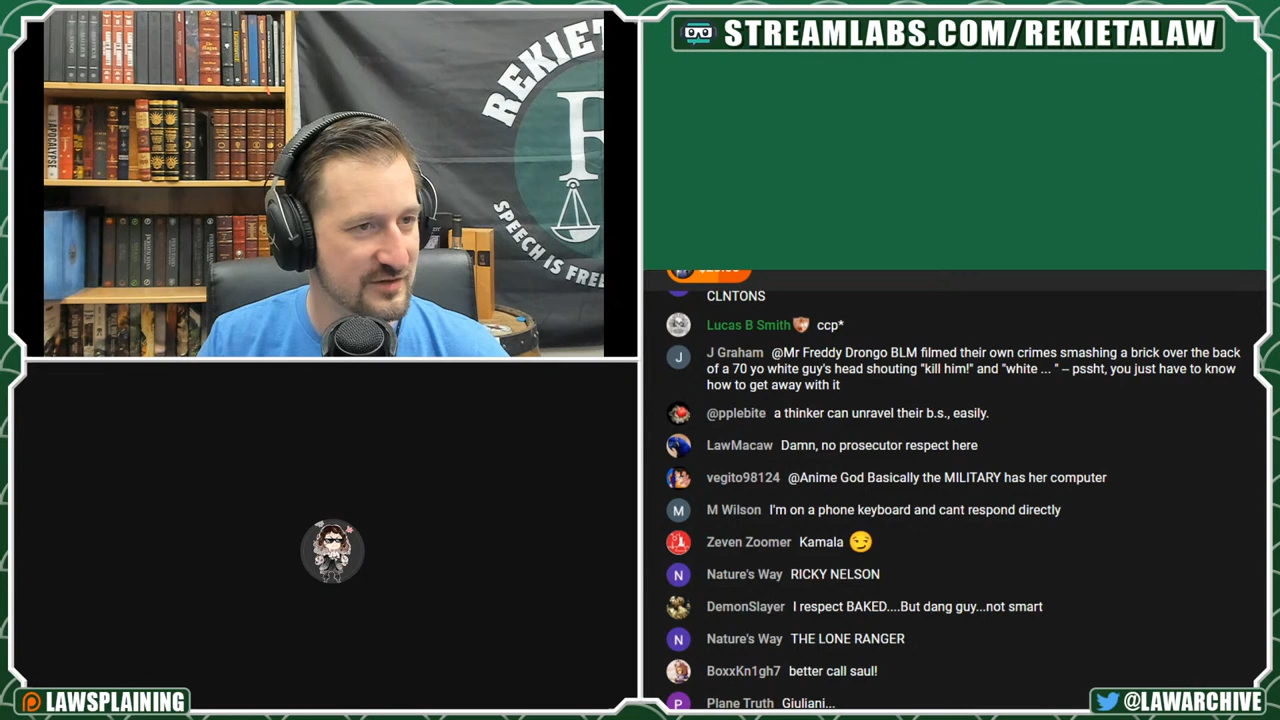 STREAMLABS.COM/REKIETALAW
REKIET
R
SPEECH IS FREE
APOCALYPSE
CLNTONS
Lucas B Smith ccp*
J Graham @Mr Freddy Drongo BLM filmed their own crimes smashing a brick over the back
of a 70 yo white guy's head shouting "kill him!" and "white ... " – pssht, you just have to know
how to get away with it
@pplebite a thinker can unravel their b.s., easily.
LawMacaw Damn, no prosecutor respect here
vegito98124 @Anime God Basically the MILITARY has her computer
M Wilson I'm on a phone keyboard and cant respond directly
Zeven Zoomer Kamala
Nature's Way RICKY NELSON
DemonSlayer I respect BAKED....But dang guy...not smart
Nature's Way THE LONE RANGER
BoxxKn1gh7 better call saul!
Plane Truth Giuliani...
LAWSPLAINING
@LAWARCHIVE